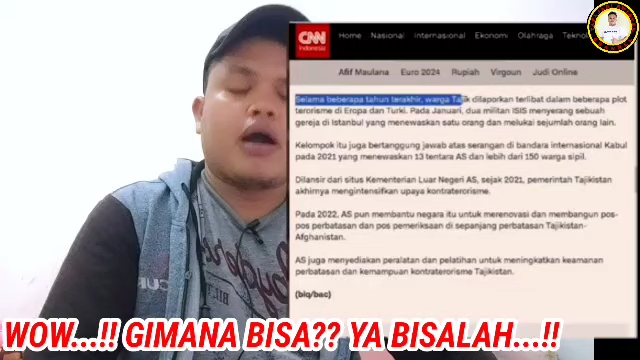 CNN
Indonesia
Home Nasional Internasional Ekonomi Olahraga Teknol
Afif Maulana Euro 2024 Rupiah Virgoun Judi Online
Selama beberapa tahun terakhir, warga Tajik dilaporkan terlibat dalam beberapa plot
terorisme di Eropa dan Turki. Pada Januari, dua militan ISIS menyerang sebuah
gereja di Istanbul yang menewaskan satu orang dan melukai sejumlah orang lain.
Kelompok itu juga bertanggung jawab atas serangan di bandara internasional Kabul
pada 2021 yang menewaskan 13 tentara AS dan lebih dari 150 warga sipil.
Dilansir dari situs Kementerian Luar Negeri AS, sejak 2021, pemerintah Tajikistan
akhirnya mengintensifkan upaya kontraterorisme.
Pada 2022, AS pun membantu negara itu untuk merenovasi dan membangun pos-
pos perbatasan dan pos pemeriksaan di sepanjang perbatasan Tajikistan-
Afghanistan.
AS juga menyediakan peralatan dan pelatihan untuk meningkatkan keamanan
perbatasan dan kemampuan kontraterorisme Tajikistan.
(biq/bac)
WOW...!! GIMANA BISA?? YA BISALAH...!!